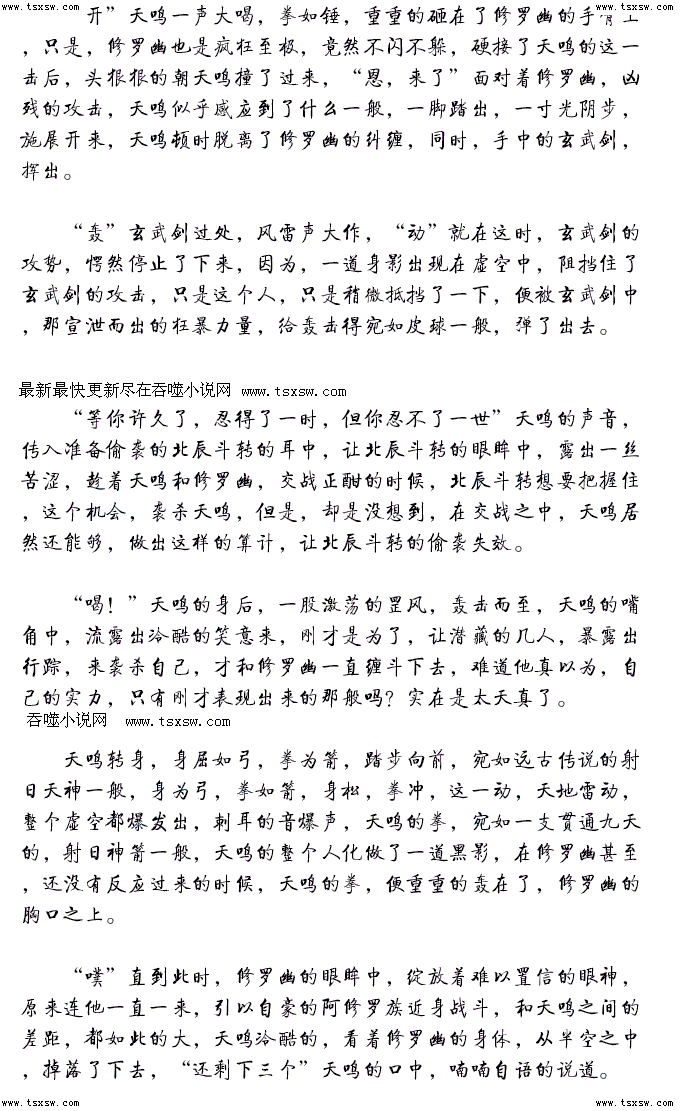 www.tsxsw.com www.tsxsw.com www.tsxsw.com
开”天鸣一声大喝，拳如锤，重重的砸在了修罗幽的手臂上
，只是，修罗幽也是疯狂至极，竟然不闪不躲，硬接了天鸣的这一
击后，头狠狠的朝天鸣撞了过来，“恩，来了”面对着修罗幽，凶
残的攻击，天鸣似乎感应到了什么一般，一脚踏出，一寸光阴步，
施展开来，天鸣顿时脱离了修罗幽的纠缠，同时，手中的玄武剑，
挥出。
“轰”玄武剑过处，风雷声大作，“动”就在这时，玄武剑的
攻势，愕然停止了下来，因为，一道身影出现在虚空中，阻挡住了
玄武剑的攻击，只是这个人，只是稍微抵挡了一下，便被玄武剑中
，那宣泄而出的狂暴力量，给轰击得宛如皮球一般，弹了出去。
最新最快更新尽在吞噬小说网 www.tsxsw.com
“等你许久了，忍得了一时，但你忍不了一世”天鸣的声音，
传入准备偷袭的北辰斗转的耳中，让北辰斗转的眼眸中，露出一丝
苦涩，趁着天鸣和修罗幽，交战正酣的时候，北辰斗转想要把握住
，这个机会，袭杀天鸣，但是，却是没想到，在交战之中，天鸣居
然还能够，做出这样的算计，让北辰斗转的偷袭失效。
“喝！”天鸣的身后，一股激荡的罡风，轰击而至，天鸣的嘴
角中，流露出冷酷的笑意来，刚才是为了，让潜藏的几人，暴露出
行踪，来袭杀自己，才和修罗幽一直缠斗下去，难道他真以为，自
己的实力，只有刚才表现出来的那般吗？实在是太天真了。
吞噬小说网 www.tsxsw.com
天鸣转身，身屈如弓，拳为箭，踏步向前，宛如远古传说的射
日天神一般，身为弓，拳如箭，身松，拳冲，这一动，天地雷动，
整个虚空都爆发出，刺耳的音爆声，天鸣的拳，宛如一支贯通九天
的，射日神箭一般，天鸣的整个人化做了一道黑影，在修罗幽甚至
，还没有反应过来的时候，天鸣的拳，便重重的轰在了，修罗幽的
胸口之上。
“噗”直到此时，修罗幽的眼眸中，绽放着难以置信的眼神，
原来连他一直一来，引以自豪的阿修罗族近身战斗，和天鸣之间的
差距，都如此的大，天鸣冷酷的，看着修罗幽的身体，从半空之中
，掉落了下去，“还剩下三个”天鸣的口中，喃喃自语的说道。
www.tsxsw.com www.tsxsw.com www.tsxsw.com